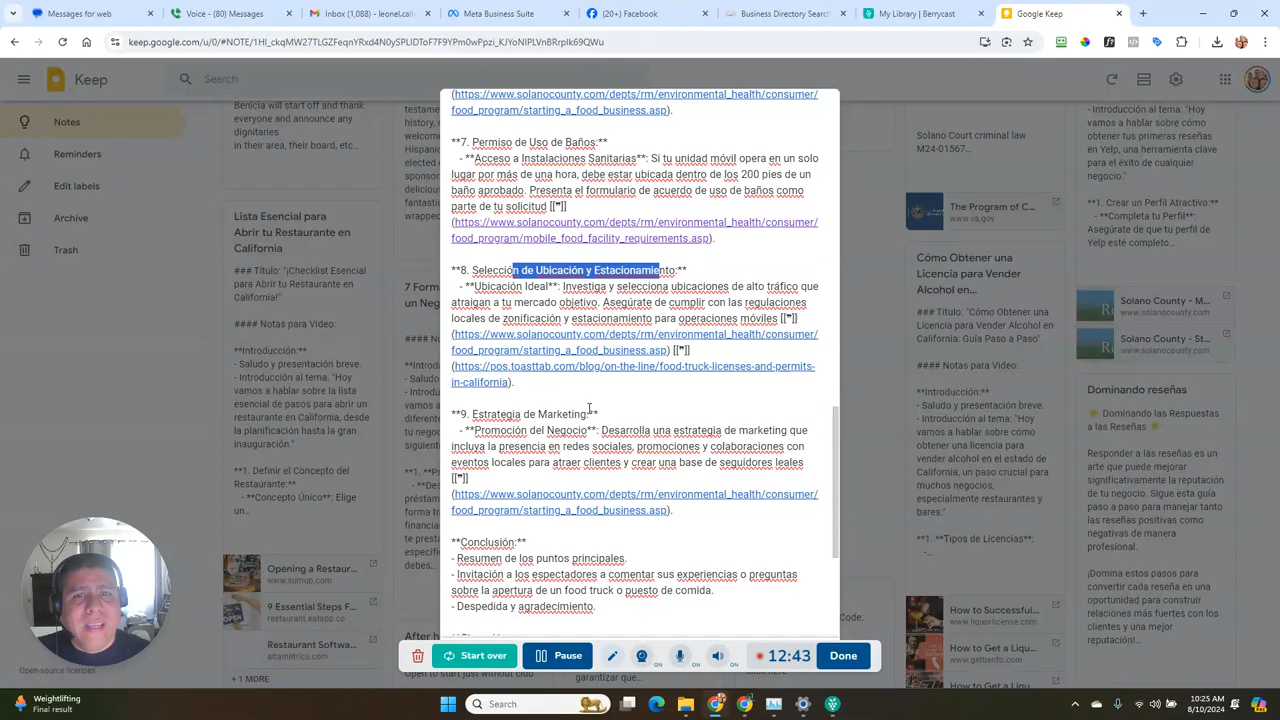 Messages for web
Voice - (80) Messages
Inbox (1,088) - leonel.cal
Meta Business Suite
(20+) Facebook
Business Directory Search
My Library | Berrycast
Google Keep
keep.google.com/u/0/#NOTE/
Keep
Search
Notes
Reminders
Edit labels
Archive
Trash
Open-source licenses
Benicia will start off and thank
everyone and announce any
dignitaries
in their area, their board, etc...
Lista Esencial para
Abrir tu Restaurante en
California
### Título: "¡Checklist Esencial
para Abrir tu Restaurante en
California!"
#### Notas para Video:
**Introducción:**
- Saludo y presentación breve.
- Introducción al tema: "Hoy
vamos a hablar sobre la lista
esencial de pasos para abrir un
restaurante en California, desde
la planificación hasta la gran
inauguración."
**1. Definir el Concepto del
Restaurante:**
- **Concepto Único**: Elige
un...
Opening a Restaur...
www.sumup.com
9 Essential Steps F...
restaurant.eatapp.co
Restaurant Softwa...
altametrics.com
+ 1 MORE
(https://www.solanocounty.com/depts/rm/environmental_health/consumer/
food_program/starting_a_food_business.asp).
**7. Permiso de Uso de Baños:**
- **Acceso a Instalaciones Sanitarias**: Si tu unidad móvil opera en un solo
lugar por más de una hora, debe estar ubicada dentro de los 200 pies de un
baño aprobado. Presenta el formulario de acuerdo de uso de baños como
parte de tu solicitud [[❞]]
(https://www.solanocounty.com/depts/rm/environmental_health/consumer/
food_program/mobile_food_facility_requirements.asp).
**8. Selección de Ubicación y Estacionamiento:**
- **Ubicación Ideal**: Investiga y selecciona ubicaciones de alto tráfico que
atraigan a tu mercado objetivo. Asegúrate de cumplir con las regulaciones
locales de zonificación y estacionamiento para operaciones móviles [[❞]]
(https://www.solanocounty.com/depts/rm/environmental_health/consumer/
food_program/starting_a_food_business.asp) [[❞]]
(https://pos.toasttab.com/blog/on-the-line/food-truck-licenses-and-permits-
in-california).
**9. Estrategia de Marketing:**
- **Promoción del Negocio**: Desarrolla una estrategia de marketing que
incluya la presencia en redes sociales, promociones y colaboraciones con
eventos locales para atraer clientes y crear una base de seguidores leales
[[❞]]
(https://www.solanocounty.com/depts/rm/environmental_health/consumer/
food_program/starting_a_food_business.asp).
**Conclusión:**
- Resumen de los puntos principales.
- Invitación a los espectadores a comentar sus experiencias o preguntas
sobre la apertura de un food truck o puesto de comida.
- Despedida y agradecimiento.
Start over
Pause
ON
ON
ON
12:43
Done
Solano Court criminal law
The Program of C...
www.va.gov
Cómo Obtener una
Licencia para Vender
Alcohol en California
### Título: "Cómo Obtener una
Licencia para Vender Alcohol en
California: Guía Paso a Paso"
#### Notas para Video:
**Introducción:**
- Saludo y presentación breve.
- Introducción al tema: "Hoy
vamos a hablar sobre cómo
obtener una licencia para
vender alcohol en el estado de
California, un paso crucial para
muchos negocios,
especialmente restaurantes y
bares."
**1. **Tipos de Licencias:**
-...
How to Successful...
www.liquorlicense.com
How to Get a Liqu...
www.getbento.com
How to Get a Liqu...
- Introducción al tema: "Hoy
vamos a hablar sobre cómo
obtener tus primeras reseñas
en Yelp, una herramienta clave
para el crecimiento de
cualquier negocio."
**1. Crear un Perfil Atractivo:**
- **Completa tu Perfil**:
Asegúrate de que tu perfil de
Yelp esté completo...
Solano - M...
www.solano...
Solano - St...
www.solano...
Dominando reseñas
🌟 Dominando las Respuestas
a las Reseñas 🌟
Responder a las reseñas es un
arte que puede mejorar
significativamente la reputación
de tu negocio. Sigue esta guía
paso a paso para manejar tanto
las reseñas positivas como
negativas de manera
profesional.
¡Domina estos pasos para
convertir cada reseña en una
oportunidad para construir
relaciones más fuertes con los
clientes y una mejor
reputación!...
Code:
Weightlifting
Final result
Search
10:25 AM
8/10/2024